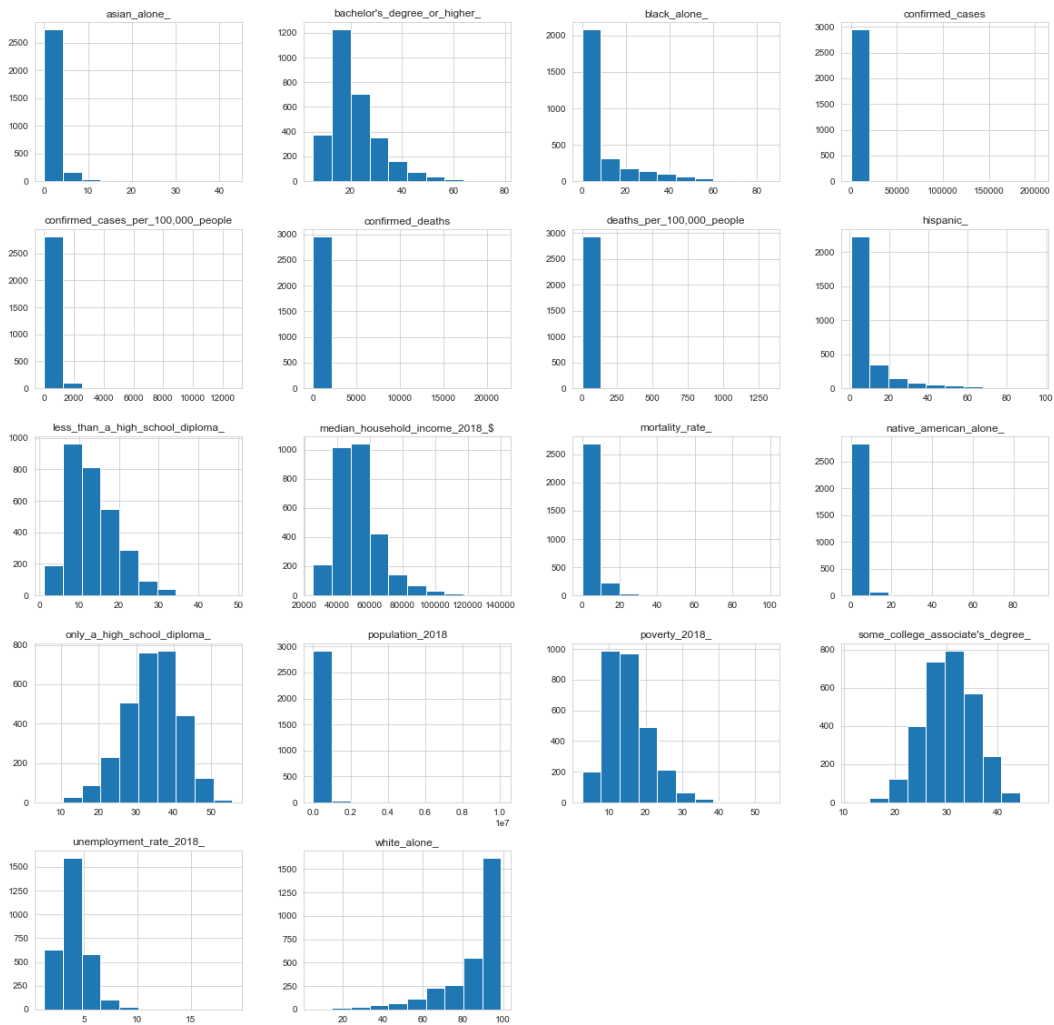 asian_alone_ bachelor's_degree_or_higher_ black_alone_ confirmed_cases
2500 2000 1500 1000 500 0
0 10 20 30 40
1200 1000 800 600 400 200 0
20 40 60 80
2000 1500 1000 500 0
0 20 40 60 80
3000 2500 2000 1500 1000 500 0
0 50000 100000 150000 200000
confirmed_cases_per_100,000_people confirmed_deaths deaths_per_100,000_people hispanic_
2500 2000 1500 1000 500 0
0 2000 4000 6000 8000 10000 12000
3000 2500 2000 1500 1000 500 0
0 5000 10000 15000 20000
3000 2500 2000 1500 1000 500 0
0 250 500 750 1000 1250
2000 1500 1000 500 0
0 20 40 60 80 100
less_than_a_high_school_diploma_ median_household_income_2018_$ mortality_rate_ native_american_alone_
1000 800 600 400 200 0
0 10 20 30 40 50
1000 800 600 400 200 0
20000 40000 60000 80000 100000 120000 140000
2500 2000 1500 1000 500 0
0 20 40 60 80 100
2500 2000 1500 1000 500 0
0 20 40 60 80
only_a_high_school_diploma_ population_2018 poverty_2018_ some_college_associate's_degree_
800 600 400 200 0
10 20 30 40 50
3000 2500 2000 1500 1000 500 0
0.0 0.2 0.4 0.6 0.8 1.0
1e7
1000 800 600 400 200 0
10 20 30 40 50
800 600 400 200 0
10 20 30 40
unemployment_rate_2018_ white_alone_
1500 1250 1000 750 500 250 0
5 10 15
1500 1250 1000 750 500 250 0
20 40 60 80 100